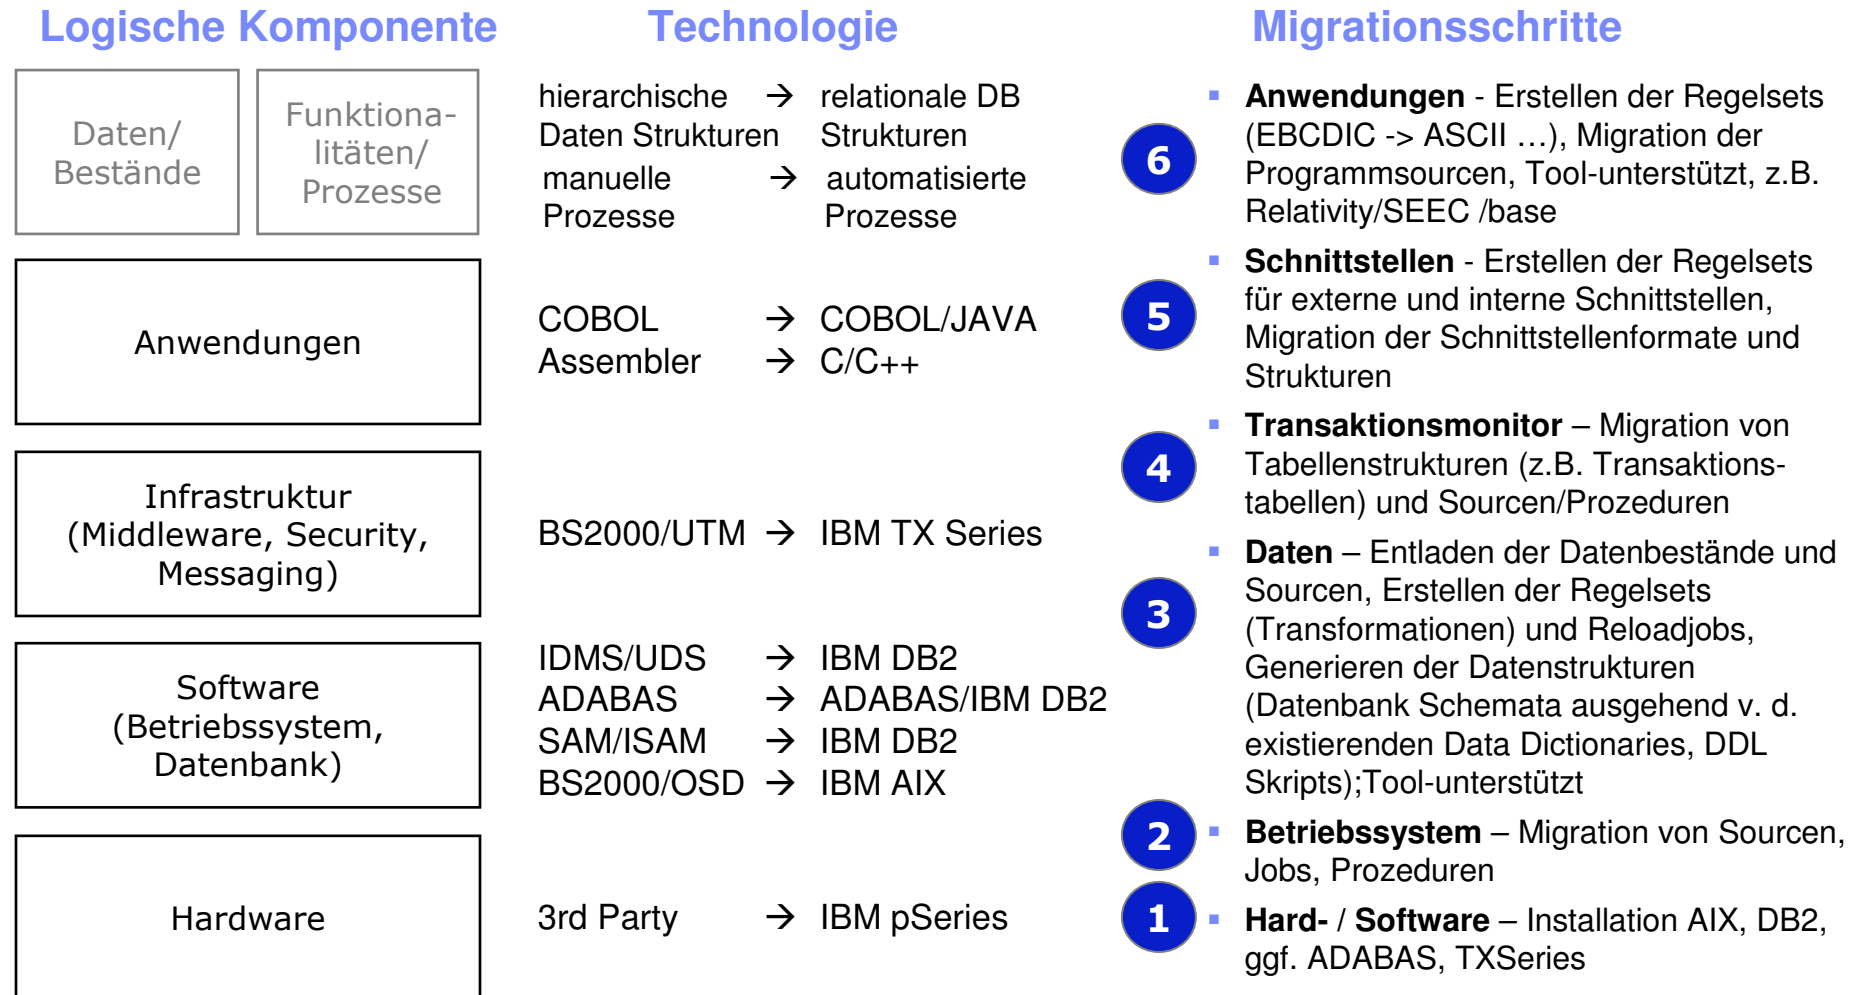 Logische Komponente
Technologie
Migrationsschritte
Daten/
Bestände
Funktiona-
litäten/
Prozesse
hierarchische → relationale DB
Daten Strukturen Strukturen
manuelle → automatisierte
Prozesse Prozesse
Anwendungen
COBOL → COBOL/JAVA
Assembler → C/C++
Infrastruktur
(Middleware, Security,
Messaging)
BS2000/UTM → IBM TX Series
Software
(Betriebssystem,
Datenbank)
IDMS/UDS → IBM DB2
ADABAS → ADABAS/IBM DB2
SAM/ISAM → IBM DB2
BS2000/OSD → IBM AIX
Hardware
3rd Party → IBM pSeries
6
▪ Anwendungen - Erstellen der Regelsets
(EBCDIC -> ASCII …), Migration der
Programmsourcen, Tool-unterstützt, z.B.
Relativity/SEEC /base
5
▪ Schnittstellen - Erstellen der Regelsets
für externe und interne Schnittstellen,
Migration der Schnittstellenformate und
Strukturen
4
▪ Transaktionsmonitor – Migration von
Tabellenstrukturen (z.B. Transaktions-
tabellen) und Sourcen/Prozeduren
3
▪ Daten – Entladen der Datenbestände und
Sourcen, Erstellen der Regelsets
(Transformationen) und Reloadjobs,
Generieren der Datenstrukturen
(Datenbank Schemata ausgehend v. d.
existierenden Data Dictionaries, DDL
Skripts);Tool-unterstützt
2
▪ Betriebssystem – Migration von Sourcen,
Jobs, Prozeduren
1
▪ Hard- / Software – Installation AIX, DB2,
ggf. ADABAS, TXSeries